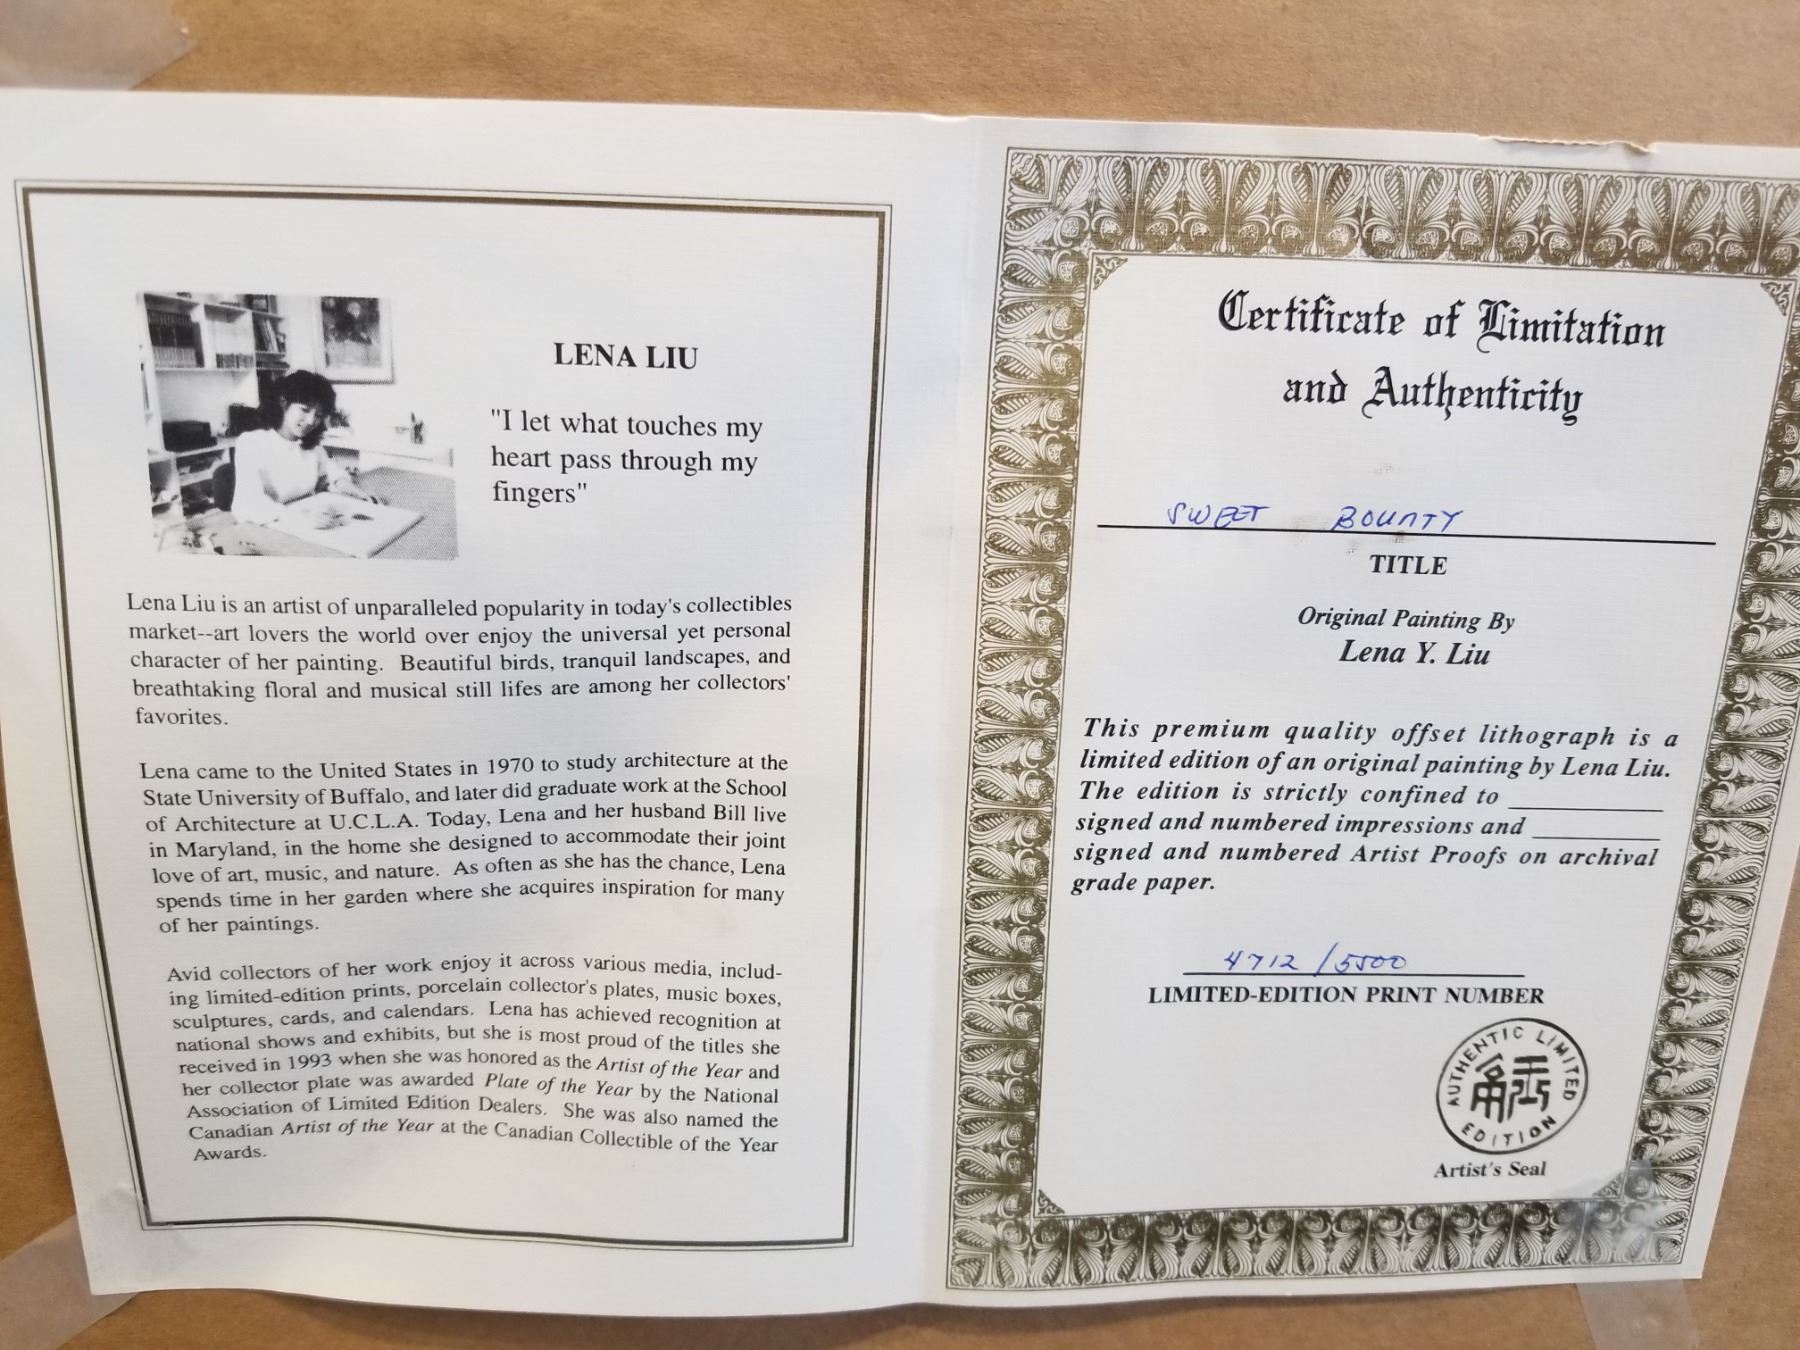 LENA LIU
"I let what touches my
heart pass through my
fingers"
Lena Liu is an artist of unparalleled popularity in today's collectibles
market--art lovers the world over enjoy the universal yet personal
character of her painting. Beautiful birds, tranquil landscapes, and
breathtaking floral and musical still lifes are among her collectors'
favorites.
Lena came to the United States in 1970 to study architecture at the
State University of Buffalo, and later did graduate work at the School
of Architecture at U.C.L.A. Today, Lena and her husband Bill live
in Maryland, in the home she designed to accommodate their joint
love of art, music, and nature. As often as she has the chance, Lena
spends time in her garden where she acquires inspiration for many
of her paintings.
Avid collectors of her work enjoy it across various media, includ-
ing limited-edition prints, porcelain collector's plates, music boxes,
sculptures, cards, and calendars. Lena has achieved recognition at
national shows and exhibits, but she is most proud of the titles she
received in 1993 when she was honored as the Artist of the Year and
her collector plate was awarded Plate of the Year by the National
Association of Limited Edition Dealers. She was also named the
Canadian Artist of the Year at the Canadian Collectible of the Year
Awards.
Certificate of Limitation
and Authenticity
SWEET BOUNTY
TITLE
Original Painting By
Lena Y. Liu
This premium quality offset lithograph is a
limited edition of an original painting by Lena Liu.
The edition is strictly confined to
signed and numbered impressions and
signed and numbered Artist Proofs on archival
grade paper.
4712/5500
LIMITED-EDITION PRINT NUMBER
AUTHENTIC LIMITED
EDITION
Artist's Seal